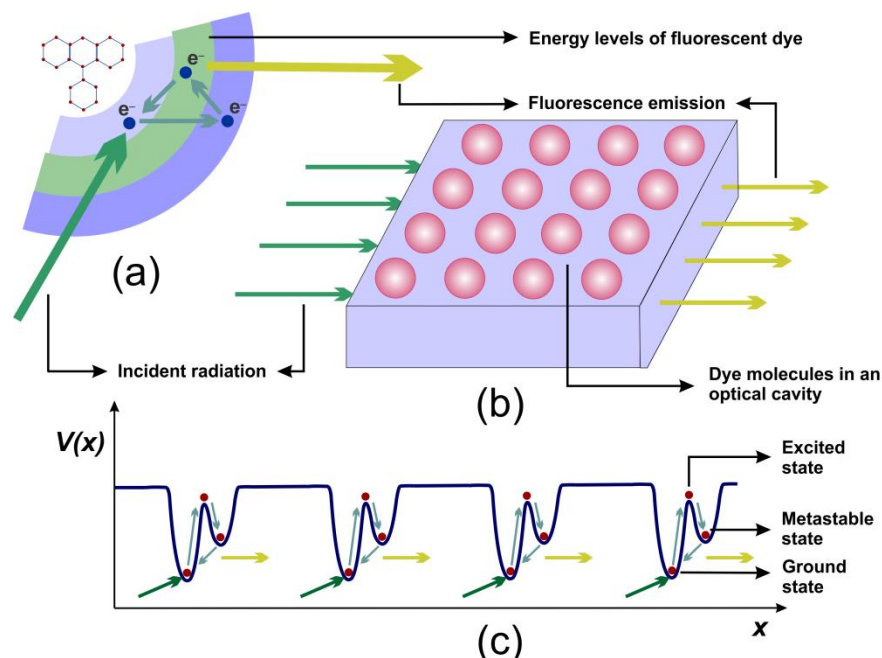 (a)
e⁻
e⁻
e⁻
Energy levels of fluorescent dye
Fluorescence emission
Incident radiation
(b)
Dye molecules in an
optical cavity
V(x)
Excited
state
Metastable
state
Ground
state
x
(c)